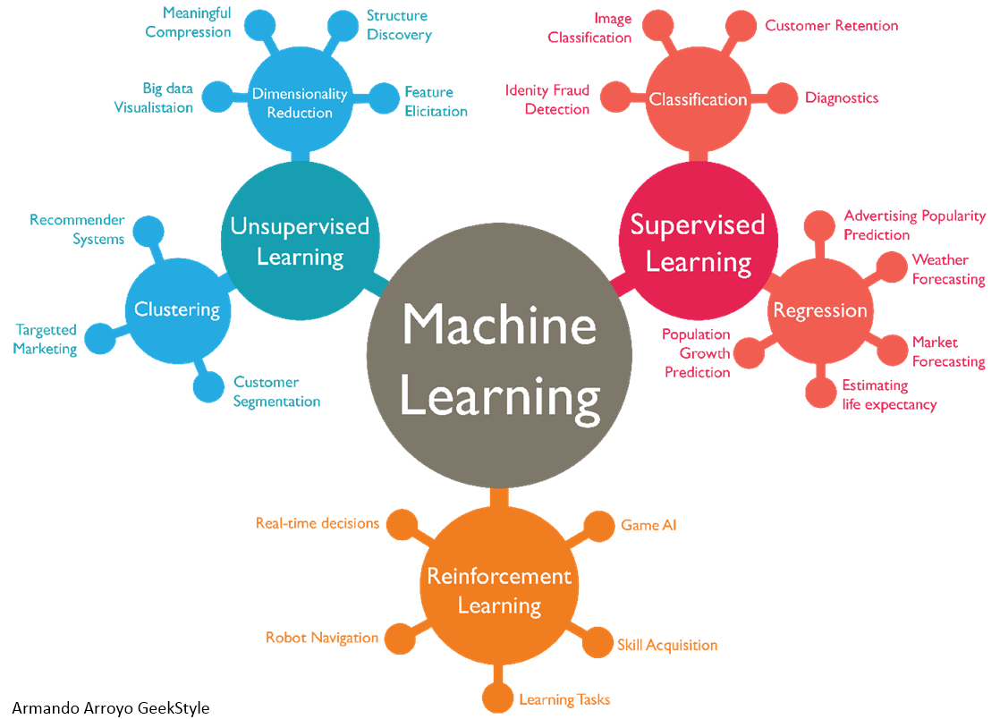 Meaningful
Compression
Structure
Discovery
Big data
Visualistaion
Dimensionality
Reduction
Feature
Elicitation
Unsupervised
Learning
Recommender
Systems
Clustering
Targetted
Marketing
Customer
Segmentation
Machine
Learning
Image
Classification
Customer Retention
Idenity Fraud
Detection
Classification
Diagnostics
Supervised
Learning
Advertising Popularity
Prediction
Weather
Forecasting
Regression
Population
Growth
Prediction
Market
Forecasting
Estimating
life expectancy
Real-time decisions
Game AI
Reinforcement
Learning
Robot Navigation
Skill Acquisition
Learning Tasks
Armando Arroyo GeekStyle